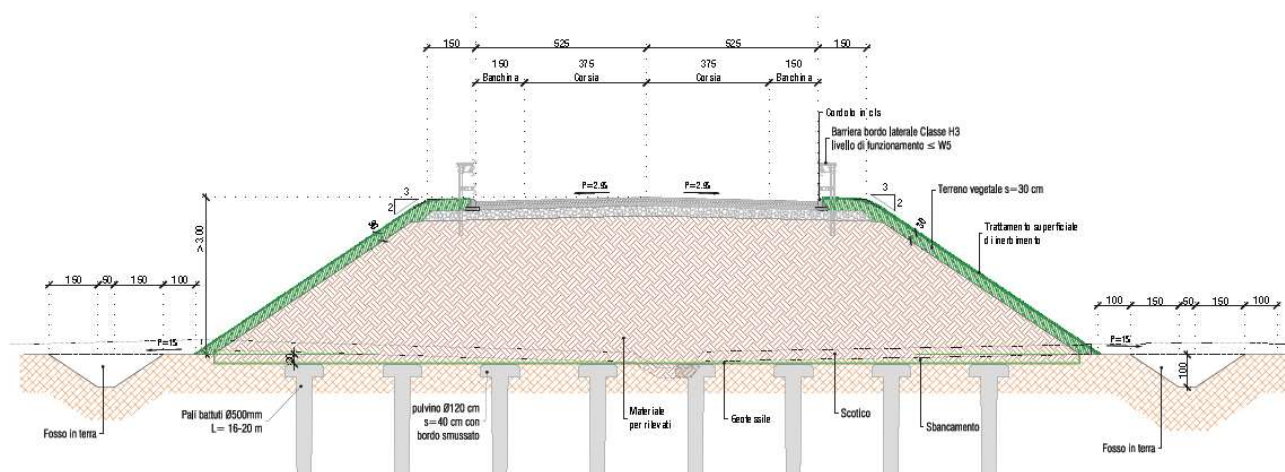 150 525 525 150
150 375 375 150
Banchina Corsia Corsia Banchina
Cordolo in cls
Barriera bordo laterale Classe H3
livello di funzionamento ≤ W5
3
2
P=2.5%
P=2.5%
3
2
Terreno vegetale s=30 cm
30
30
Trattamento superficiale
di inerbimento
> 3.00
150 50 150 100
100 150 50 150 100
P=1%
P=1%
100
Pali battuti Ø500mm
L= 16-20 m
pulvino Ø120 cm
s=40 cm con
bordo smussato
Materiale
per rilevati
Geotessile
Scotico
Sbancamento
Fosso in terra
Fosso in terra